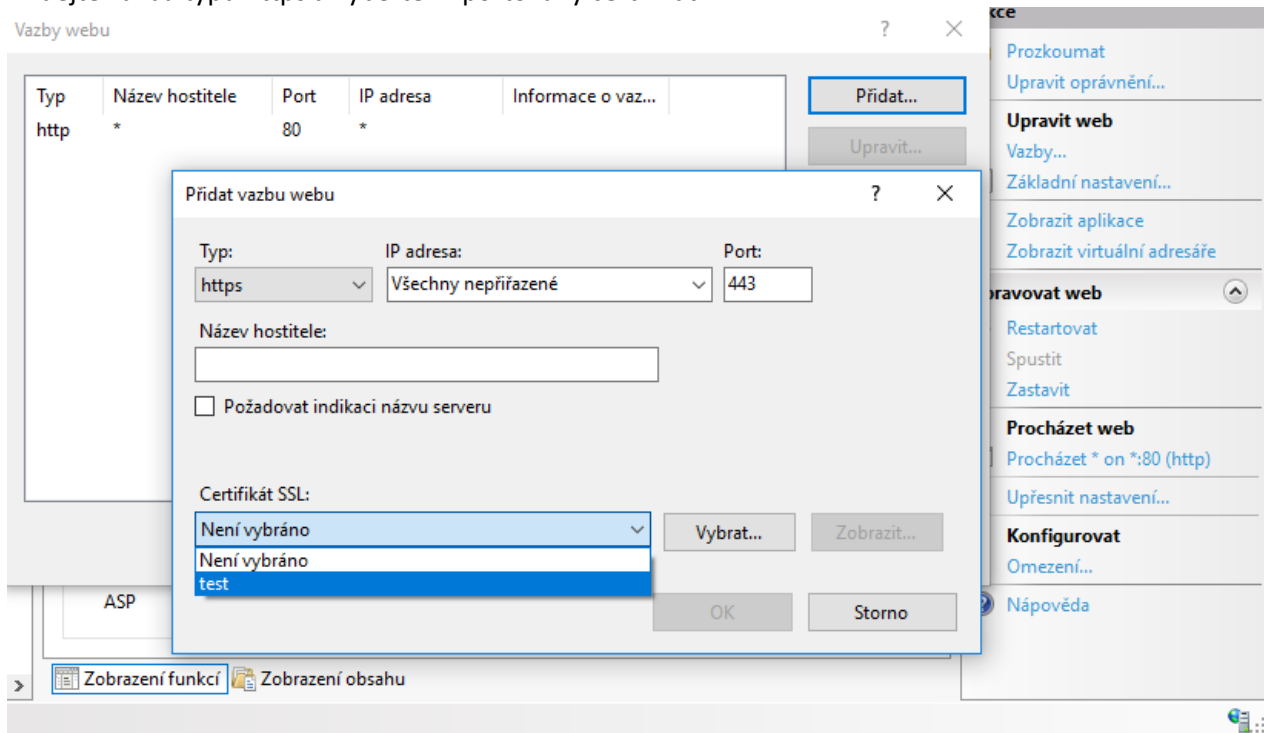 Vazby webu
?
Typ Název hostitele Port IP adresa Informace o vaz...
http * 80 *
Přidat...
Upravit...
Přidat vazbu webu
?
Typ: IP adresa: Port:
https Všechny nepřiřazené 443
Název hostitele:
Požadovat indikaci názvu serveru
Certifikát SSL:
Není vybráno
Vybrat...
Zobrazit...
Není vybráno
test
OK
Storno
ASP
Zobrazení funkcí
Zobrazení obsahu
Prozkoumat
Upravit oprávnění...
Upravit web
Vazby...
Základní nastavení...
Zobrazit aplikace
Zobrazit virtuální adresáře
ravovat web
Restartovat
Spustit
Zastavit
Procházet web
Procházet * on *:80 (http)
Upřesnit nastavení...
Konfigurovat
Omezení...
Nápověda